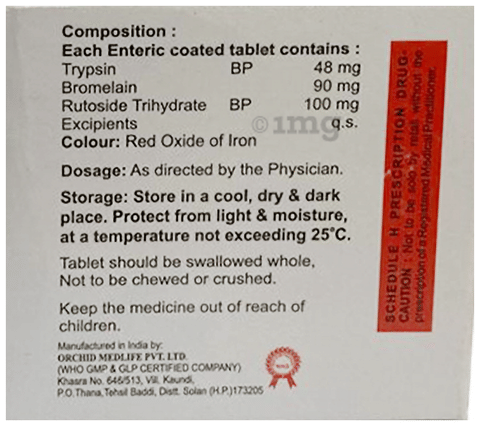 Composition :
Each Enteric coated tablet contains :
Trypsin BP 48 mg
Bromelain 90 mg
Rutoside Trihydrate BP 100 mg
Excipients q.s.
Colour: Red Oxide of Iron
Dosage: As directed by the Physician.
Storage: Store in a cool, dry & dark
place. Protect from light & moisture,
at a temperature not exceeding 25°C.
Tablet should be swallowed whole,
Not to be chewed or crushed.
Keep the medicine out of reach of
children.
Manufactured in India by:
ORCHID MEDLIFE PVT. LTD.
(WHO GMP & GLP CERTIFIED COMPANY)
Khasra No. 646/513, Vill. Kaundi,
P.O.Thana,Tehsil Baddi, Distt. Solan (H.P.)173205
SCHEDULE H PRESCRIPTION DRUG-
CAUTION : Not to be sold by retail without the
prescription of a Registered Medical Practitioner.
© 1mg